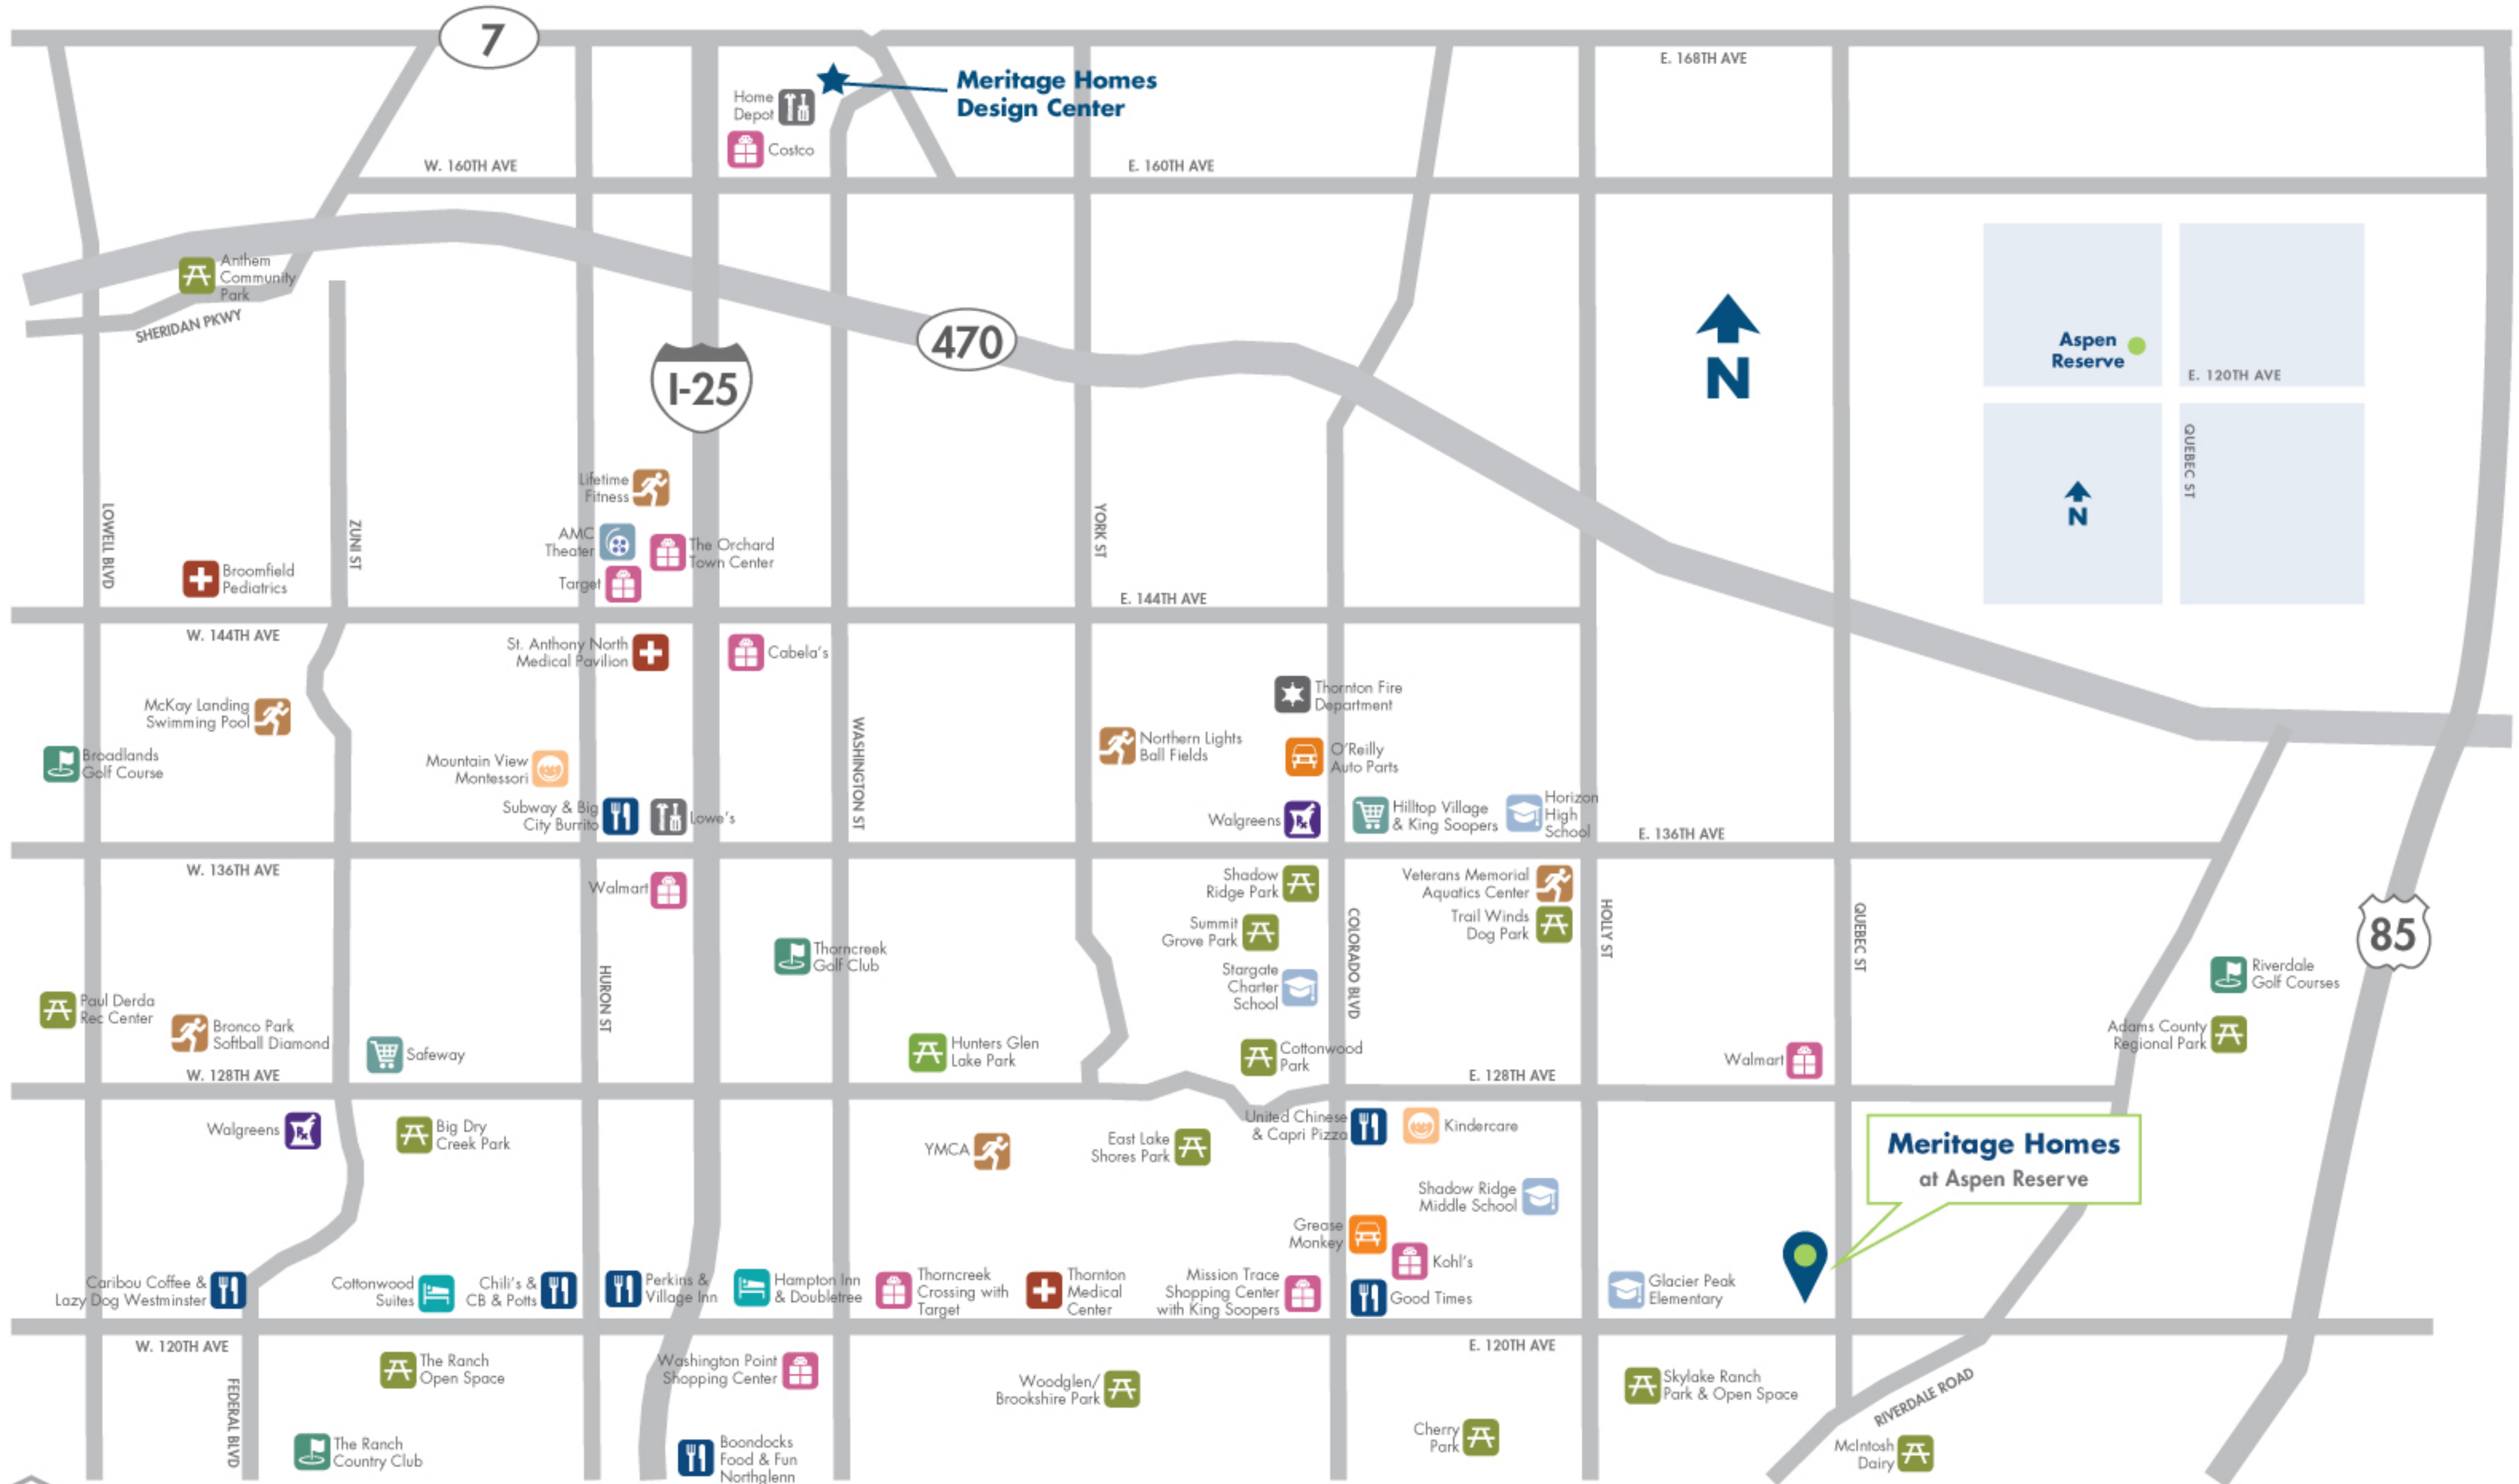 7
E. 168TH AVE
Meritage Homes
Design Center
Home
Depot
Costco
W. 160TH AVE
E. 160TH AVE
Anthem
Community
Park
SHERIDAN PKWY
470
I-25
N
Aspen
Reserve
E. 120TH AVE
QUEBEC ST
N
LOWELL BLVD
ZUNI ST
YORK ST
Lifetime
Fitness
AMC
Theater
The Orchard
Town Center
Target
Broomfield
Pediatrics
E. 144TH AVE
W. 144TH AVE
St. Anthony North
Medical Pavilion
Cabela's
McKay Landing
Swimming Pool
Thornton Fire
Department
Northern Lights
Ball Fields
O'Reilly
Auto Parts
Broadlands
Golf Course
Mountain View
Montessori
WASHINGTON ST
Subway & Big
City Burrito
Lowe's
Walgreens
Hilltop Village
& King Soopers
Horizon
High
School
E. 136TH AVE
W. 136TH AVE
Walmart
Shadow
Ridge Park
Veterans Memorial
Aquatics Center
Summit
Grove Park
Trail Winds
Dog Park
HOLLY ST
COLORADO BLVD
QUEBEC ST
85
Thorncreek
Golf Club
Stargate
Charter
School
Riverdale
Golf Courses
HURON ST
Paul Derda
Rec Center
Bronco Park
Softball Diamond
Safeway
Hunters Glen
Lake Park
Cottonwood
Park
Adams County
Regional Park
Walmart
W. 128TH AVE
E. 128TH AVE
Walgreens
Big Dry
Creek Park
YMCA
East Lake
Shores Park
United Chinese
& Capri Pizza
Kindercare
Meritage Homes
at Aspen Reserve
Shadow Ridge
Middle School
Grease
Monkey
Kohl's
Caribou Coffee &
Lazy Dog Westminster
Cottonwood
Suites
Chili's &
CB & Potts
Perkins &
Village Inn
Hampton Inn
& Doubletree
Thorncreek
Crossing with
Target
Thornton
Medical
Center
Mission Trace
Shopping Center
with King Soopers
Good Times
Glacier Peak
Elementary
W. 120TH AVE
E. 120TH AVE
FEDERAL BLVD
The Ranch
Open Space
Washington Point
Shopping Center
Woodglen/
Brookshire Park
Skylake Ranch
Park & Open Space
RIVERDALE ROAD
The Ranch
Country Club
Boondocks
Food & Fun
Northglenn
Cherry
Park
McIntosh
Dairy